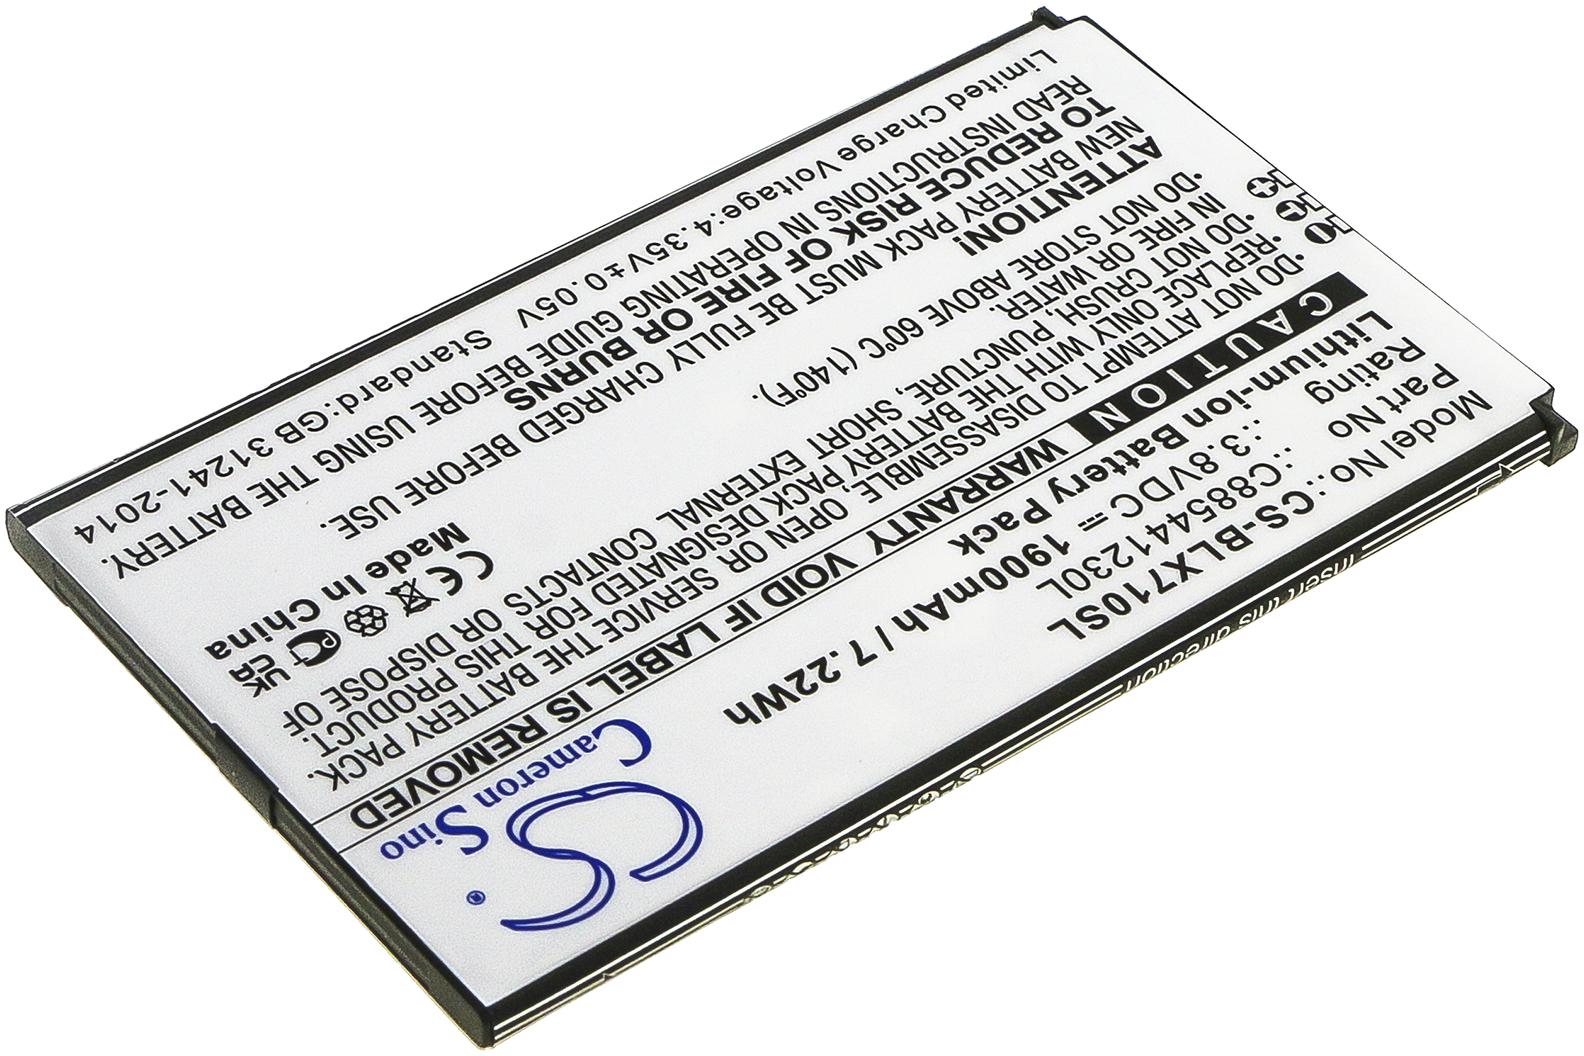 Cameron Sino
CS®
Model No.: CS-BLX710SL
Part No .: C885441230L
Rating .: 3.8VDC ⎓ 1900mAh / 7.22Wh
Lithium-ion Battery Pack
CAUTION WARRANTY VOID IF LABEL IS REMOVED
•DO NOT ATTEMPT TO DISASSEMBLE, OPEN OR SERVICE THE BATTERY PACK.
•REPLACE ONLY WITH THE BATTERY PACK DESIGNATED FOR THIS PRODUCT.
•DO NOT CRUSH, PUNCTURE, SHORT EXTERNAL CONTACTS OR DISPOSE OF
IN FIRE OR WATER.
•DO NOT STORE ABOVE 60℃ (140℉).
ATTENTION!
NEW BATTERY PACK MUST BE FULLY CHARGED BEFORE USE.
TO REDUCE RISK OF FIRE OR BURNS
READ INSTRUCTIONS IN OPERATING GUIDE BEFORE USING THE BATTERY.
Limited Charge Voltage:4.35V±0.05V Standard:GB 31241-2014
CE
UK CA
Made In China
Insert this direction